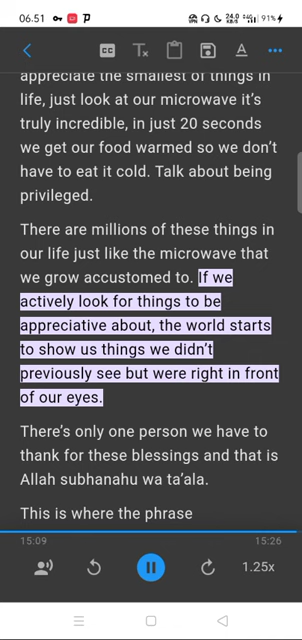 06.51
24.0 KB/S
4G
91%
appreciate the smallest of things in
life, just look at our microwave it's
truly incredible, in just 20 seconds
we get our food warmed so we don't
have to eat it cold. Talk about being
privileged.
There are millions of these things in
our life just like the microwave that
we grow accustomed to. If we
actively look for things to be
appreciative about, the world starts
to show us things we didn't
previously see but were right in front
of our eyes.
There's only one person we have to
thank for these blessings and that is
Allah subhanahu wa ta'ala.
This is where the phrase
15:09 15:26
1.25x